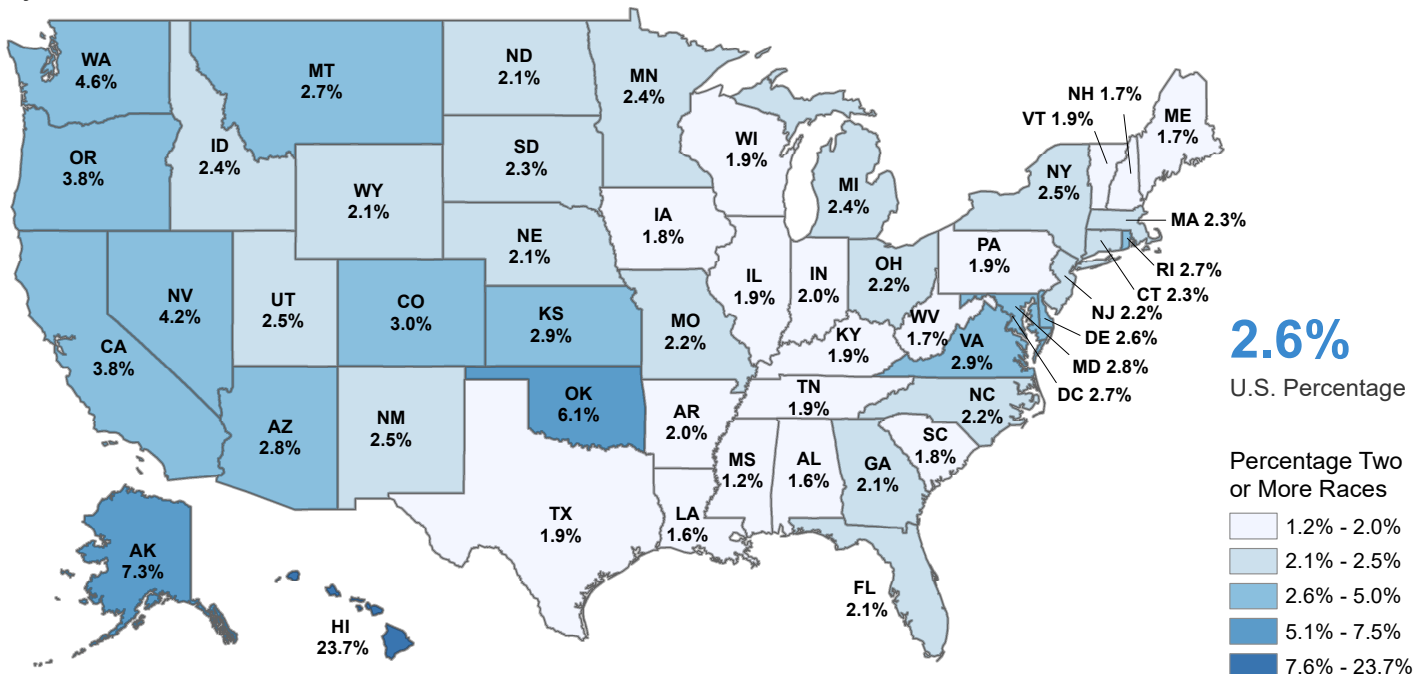 WA
4.6%
MT
2.7%
ND
2.1%
MN
2.4%
OR
3.8%
ID
2.4%
SD
2.3%
WI
1.9%
MI
2.4%
NH 1.7%
VT 1.9%
ME
1.7%
NY
2.5%
MA 2.3%
WY
2.1%
IA
1.8%
NE
2.1%
PA
1.9%
RI 2.7%
CT 2.3%
NJ 2.2%
DE 2.6%
MD 2.8%
DC 2.7%
NV
4.2%
UT
2.5%
CO
3.0%
KS
2.9%
MO
2.2%
IL
1.9%
IN
2.0%
OH
2.2%
WV
1.7%
VA
2.9%
KY
1.9%
CA
3.8%
AZ
2.8%
NM
2.5%
OK
6.1%
AR
2.0%
TN
1.9%
NC
2.2%
SC
1.8%
MS
1.2%
AL
1.6%
GA
2.1%
TX
1.9%
LA
1.6%
FL
2.1%
AK
7.3%
HI
23.7%
2.6%
U.S. Percentage
Percentage Two
or More Races
1.2% - 2.0%
2.1% - 2.5%
2.6% - 5.0%
5.1% - 7.5%
7.6% - 23.7%